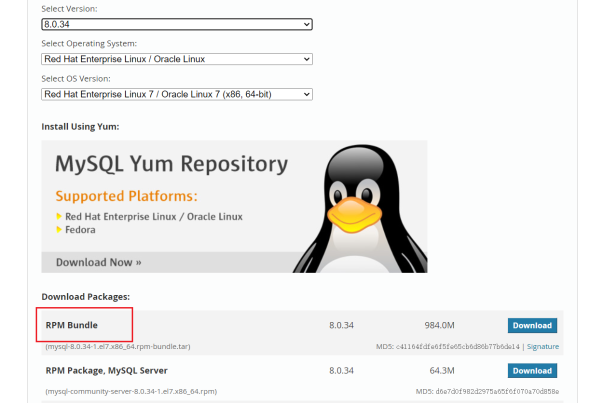 Select Version:
8.0.34
Select Operating System:
Red Hat Enterprise Linux / Oracle Linux
Select OS Version:
Red Hat Enterprise Linux 7 / Oracle Linux 7 (x86, 64-bit)
Install Using Yum:
MySQL Yum Repository
Supported Platforms:
Red Hat Enterprise Linux / Oracle Linux
Fedora
Download Now »
Download Packages:
RPM Bundle 8.0.34 984.0M Download
(mysql-8.0.34-1.el7.x86_64.rpm-bundle.tar) MD5: c41164fdfe6f5fe65cb6d86b77b6de14 | Signature
RPM Package, MySQL Server 8.0.34 64.3M Download
(mysql-community-server-8.0.34-1.el7.x86_64.rpm) MD5: d6e7d0f982d2975a65f6f070a70d858e